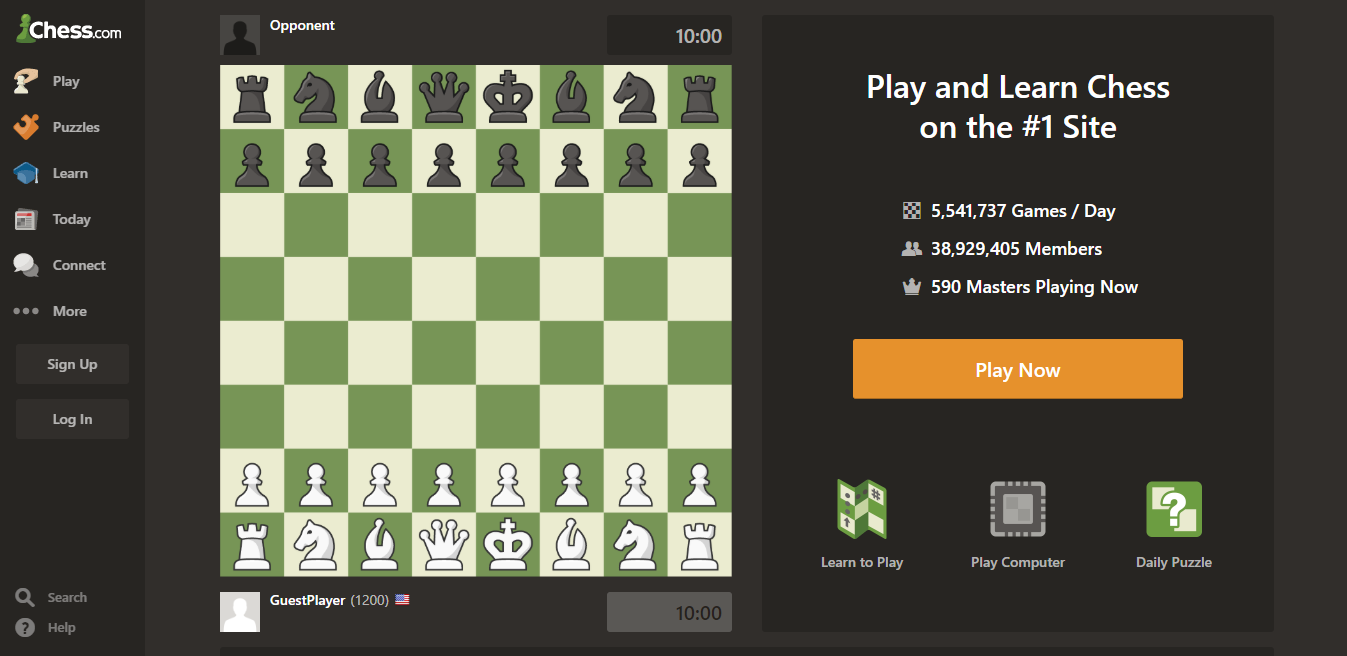 Chess.com
Play
Puzzles
Learn
Today
Connect
More
Sign Up
Log In
Search
Help
Opponent
10:00
GuestPlayer (1200)
10:00
Play and Learn Chess
on the #1 Site
5,541,737 Games / Day
38,929,405 Members
590 Masters Playing Now
Play Now
Learn to Play
Play Computer
Daily Puzzle